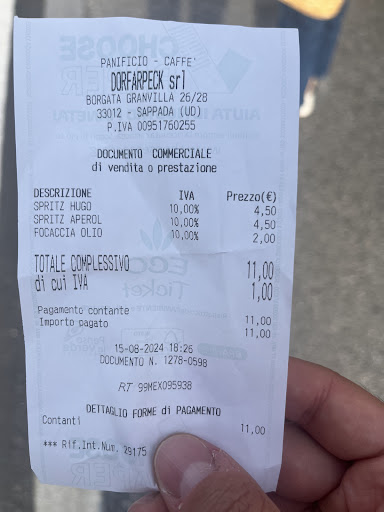 PANIFICIO - CAFFE'
DORFARPECK srl
BORGATA GRANVILLA 26/28
33012 - SAPPADA (UD)
P.IVA 00951760255
DOCUMENTO COMMERCIALE
di vendita o prestazione
DESCRIZIONE IVA Prezzo(€)
SPRITZ HUGO 10,00% 4,50
SPRITZ APEROL 10,00% 4,50
FOCACCIA OLIO 10,00% 2,00
TOTALE COMPLESSIVO 11,00
di cui IVA 1,00
Pagamento contante 11,00
Importo pagato 11,00
15-08-2024 18:26
DOCUMENTO N. 1278-0598
RT 99MEX095938
DETTAGLIO FORME di PAGAMENTO
Contanti 11,00
*** Rif.Int.Num. 29175